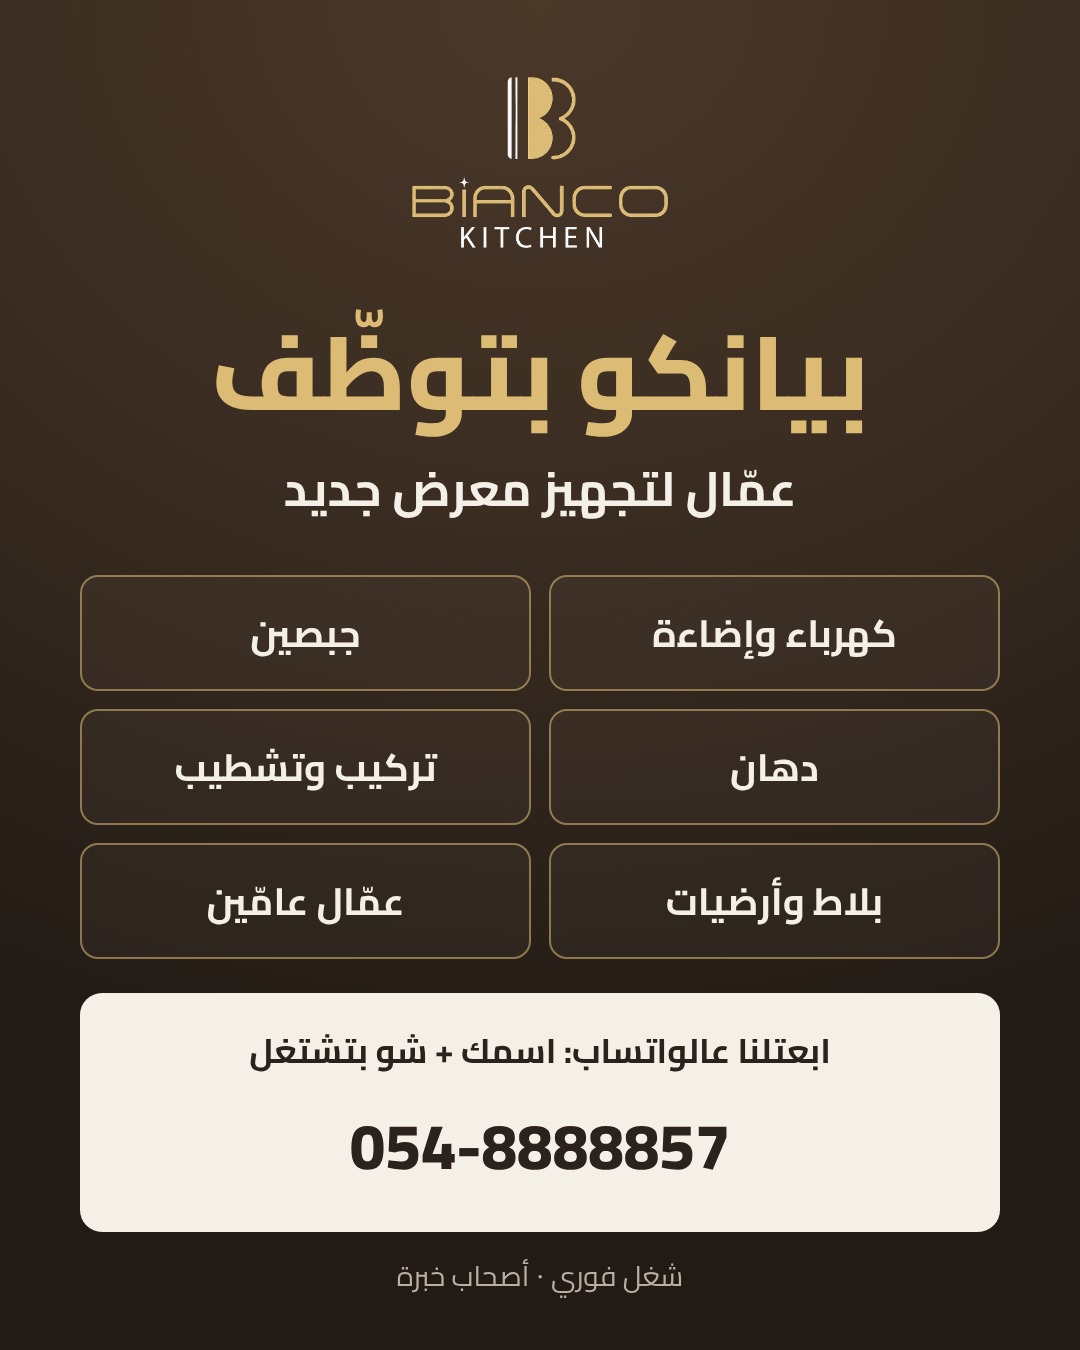 BiANCO
KITCHEN
بيانكو بتوظّف
عمّال لتجهيز معرض جديد
كهرباء وإضاءة
جبصين
دهان
تركيب وتشطيب
بلاط وأرضيات
عمّال عامّين
ابعتلنا عالواتساب: اسمك + شو بتشتغل
054-8888857
شغل فوري · أصحاب خبرة